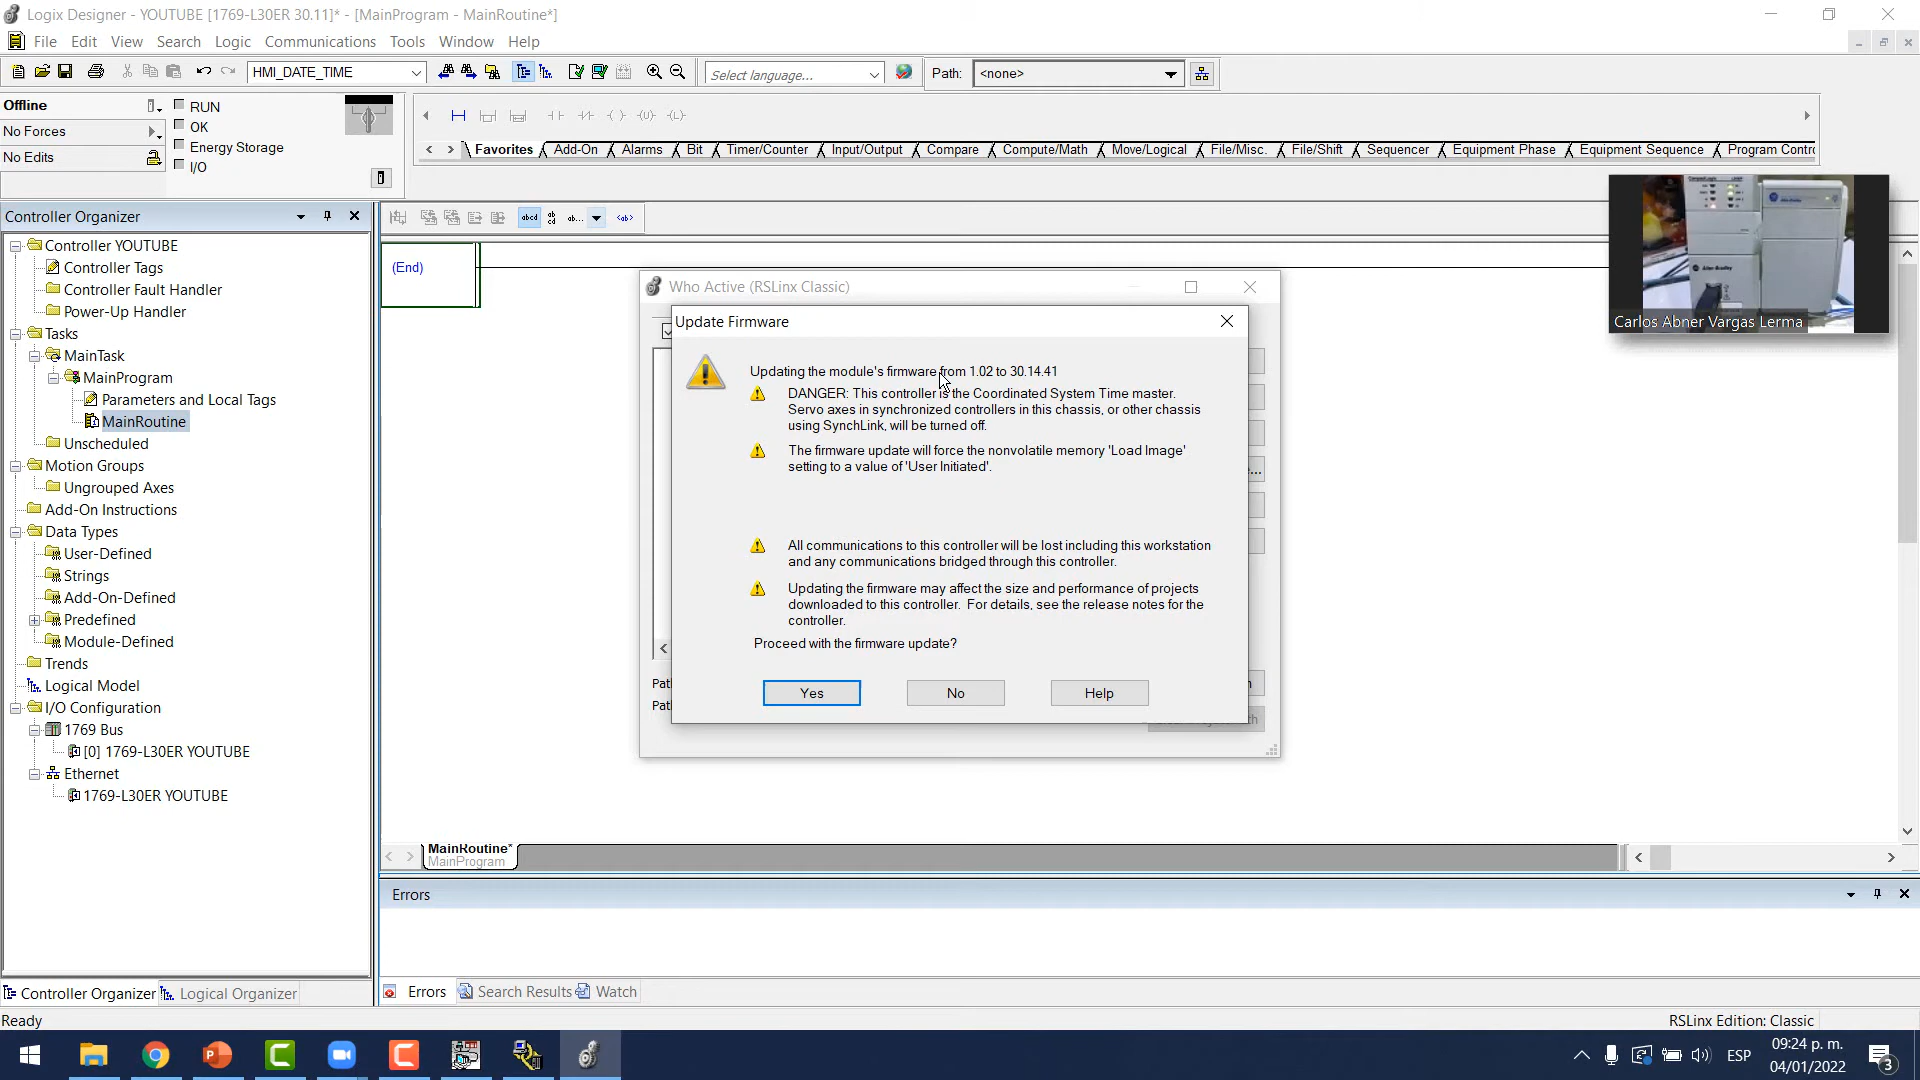 Logix Designer - YOUTUBE [1769-L30ER 30.11]* - [MainProgram - MainRoutine*]
File Edit View Search Logic Communications Tools Window Help
HMI_DATE_TIME
Select language...
Path: <none>
Offline
RUN
No Forces
OK
Energy Storage
No Edits
I/O
Favorites Add-On Alarms Bit Timer/Counter Input/Output Compare Compute/Math Move/Logical File/Misc. File/Shift Sequencer Equipment Phase Equipment Sequence Program Contro
Controller Organizer
Controller YOUTUBE
Controller Tags
Controller Fault Handler
Power-Up Handler
Tasks
MainTask
MainProgram
Parameters and Local Tags
MainRoutine
Unscheduled
Motion Groups
Ungrouped Axes
Add-On Instructions
Data Types
User-Defined
Strings
Add-On-Defined
Predefined
Module-Defined
Trends
Logical Model
I/O Configuration
1769 Bus
[0] 1769-L30ER YOUTUBE
Ethernet
1769-L30ER YOUTUBE
Controller Organizer Logical Organizer
abcd ab cd ab...
(End)
Who Active (RSLinx Classic)
Update Firmware
Updating the module's firmware from 1.02 to 30.14.41
DANGER: This controller is the Coordinated System Time master.
Servo axes in synchronized controllers in this chassis, or other chassis
using SynchLink, will be turned off.
The firmware update will force the nonvolatile memory 'Load Image'
setting to a value of 'User Initiated'.
All communications to this controller will be lost including this workstation
and any communications bridged through this controller.
Updating the firmware may affect the size and performance of projects
downloaded to this controller. For details, see the release notes for the
controller.
Proceed with the firmware update?
Yes No Help
Pat
Pat
Allen-Bradley
Carlos Abner Vargas Lerma
MainRoutine*
MainProgram
Errors
Errors Search Results Watch
Ready
RSLinx Edition: Classic
ESP
09:24 p. m.
04/01/2022
3